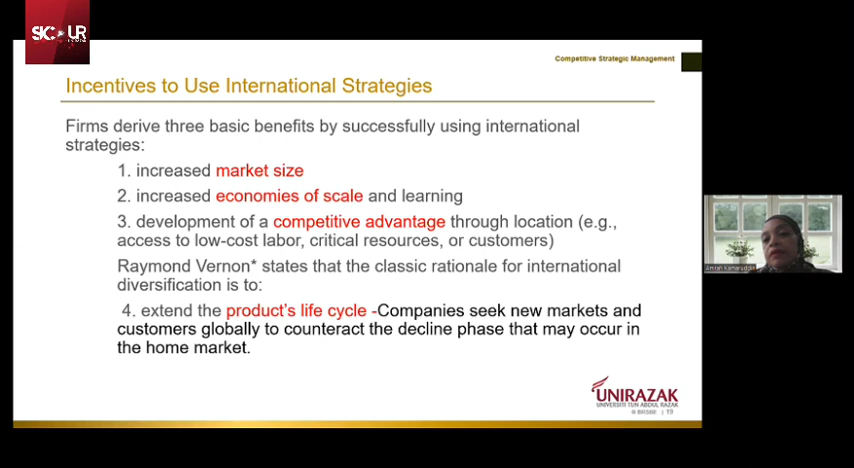 Competitive Strategic Management
Incentives to Use International Strategies
Firms derive three basic benefits by successfully using international
strategies:
1. increased market size
2. increased economies of scale and learning
3. development of a competitive advantage through location (e.g.,
access to low-cost labor, critical resources, or customers)
Raymond Vernon* states that the classic rationale for international
diversification is to:
4. extend the product's life cycle -Companies seek new markets and
customers globally to counteract the decline phase that may occur in
the home market.
UNIRAZAK
UNIVERSITI TUN ABDUL RAZAK
| 19